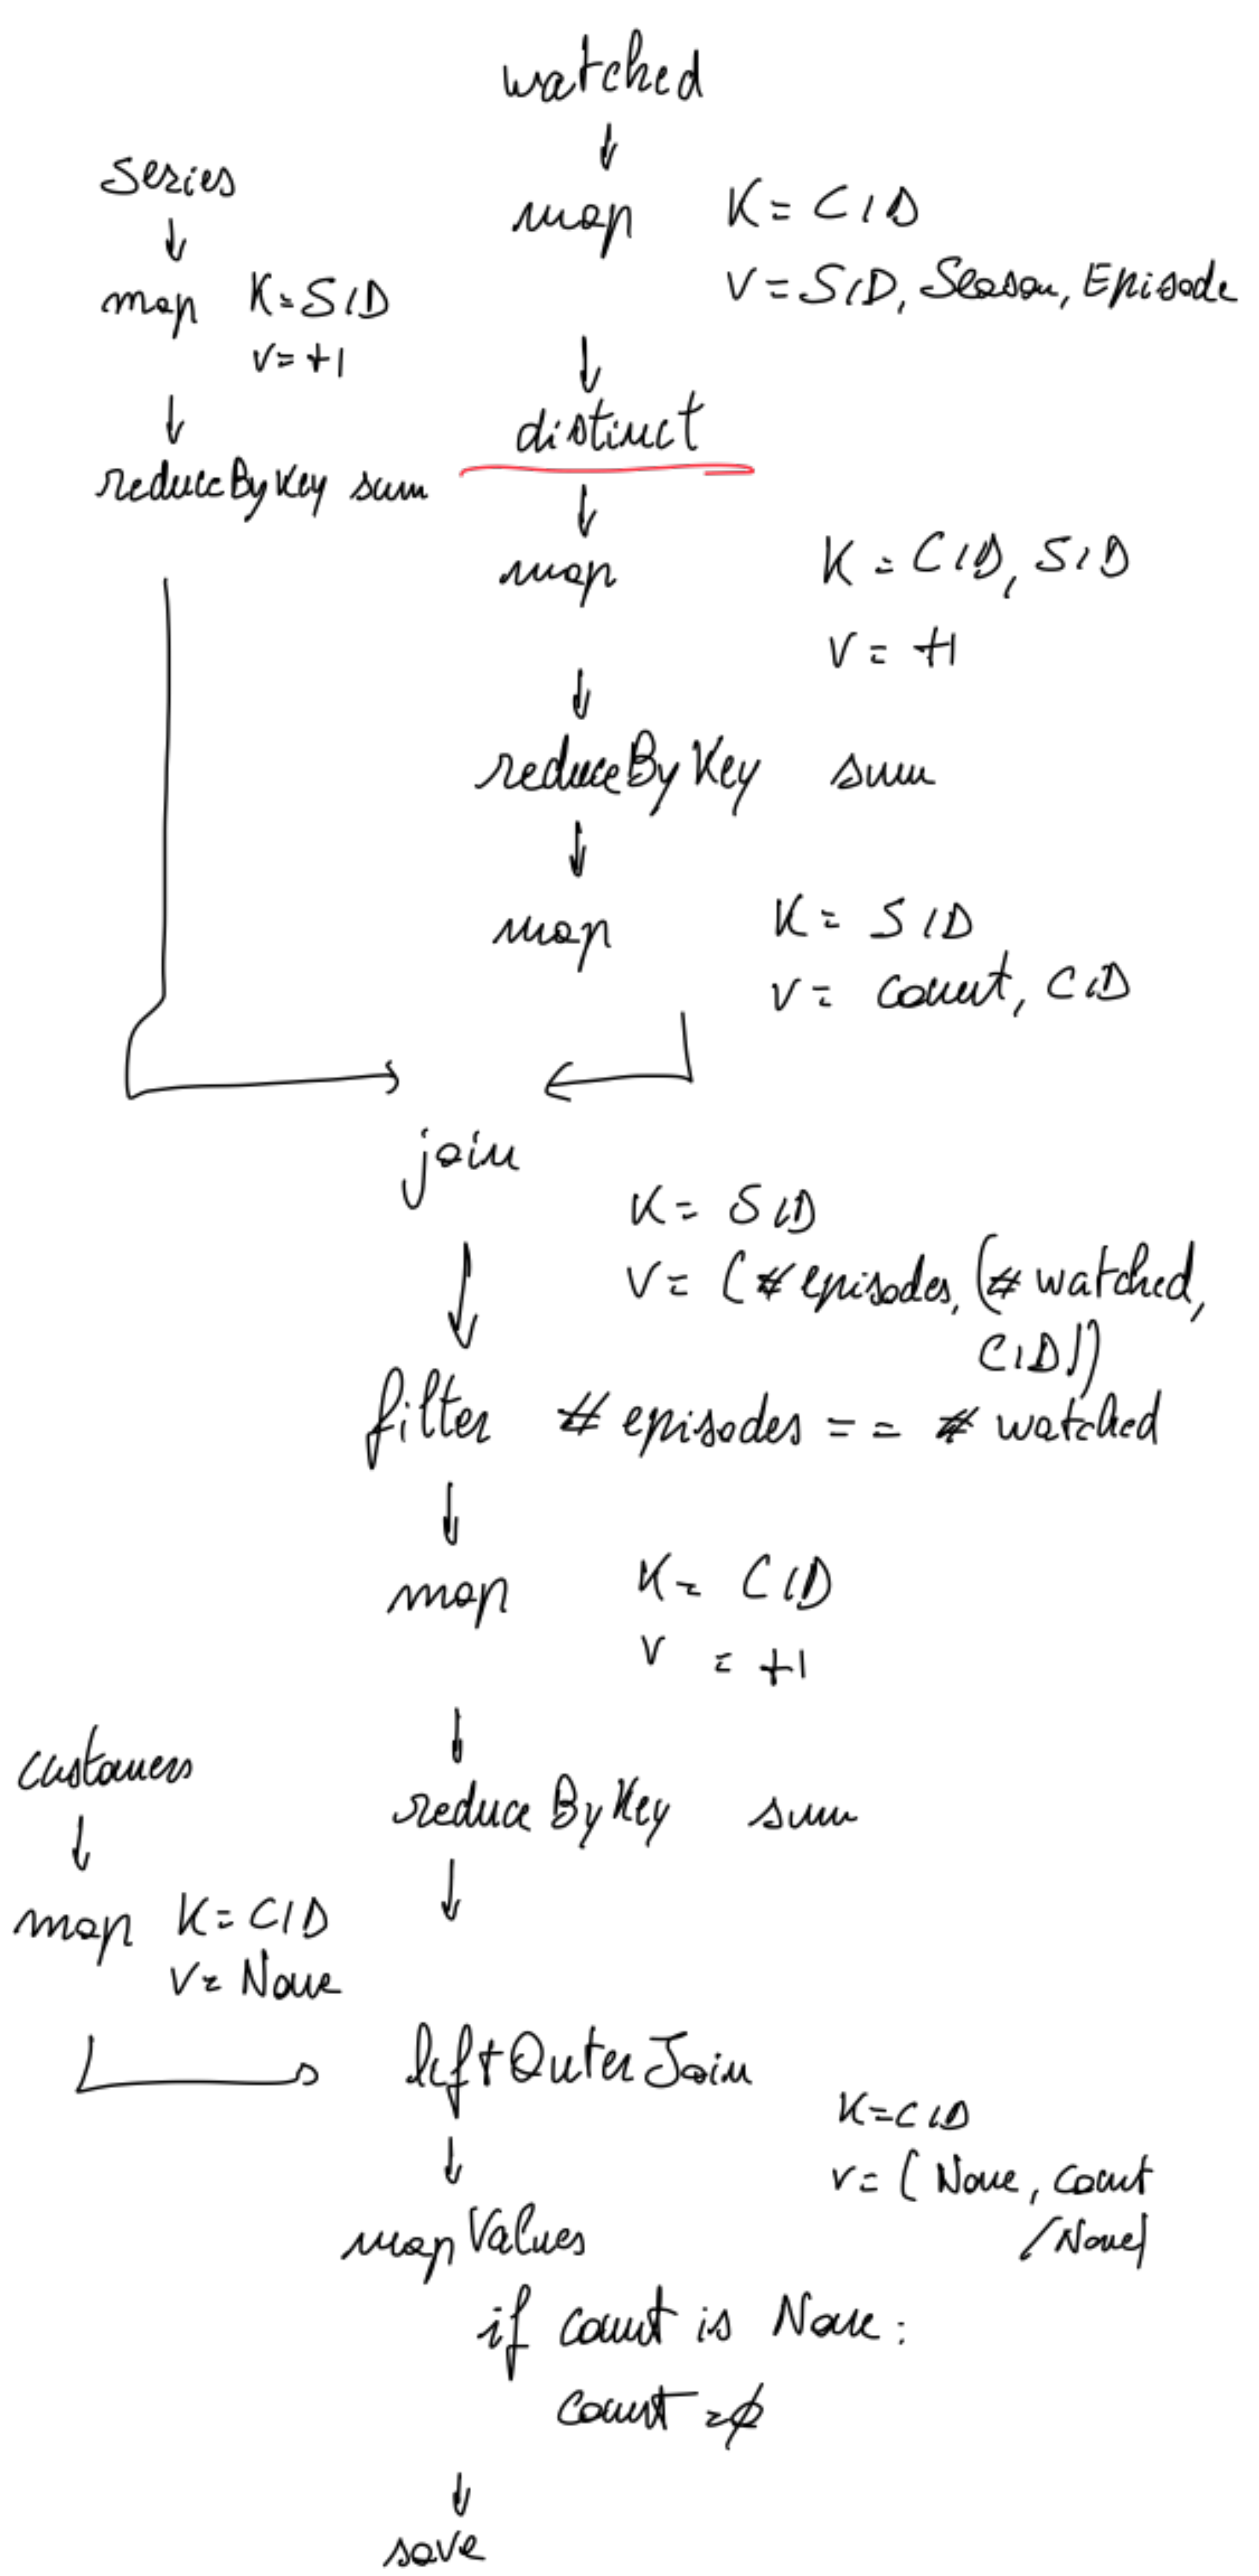 watched
series
map K = CID
V = SID, Season, Episode
map K = SID
V = +1
distinct
reduceByKey sum
map K = CID, SID
V = +1
reduceByKey sum
map K = SID
V = count, CID
join
K = SID
V = (# episodes, (# watched,
CID))
filter # episodes == # watched
map K = CID
V = +1
customers
reduceByKey sum
map K = CID
V = None
leftOuterJoin
K = CID
V = (None, count
/None)
mapValues
if count is None:
count = 0
save